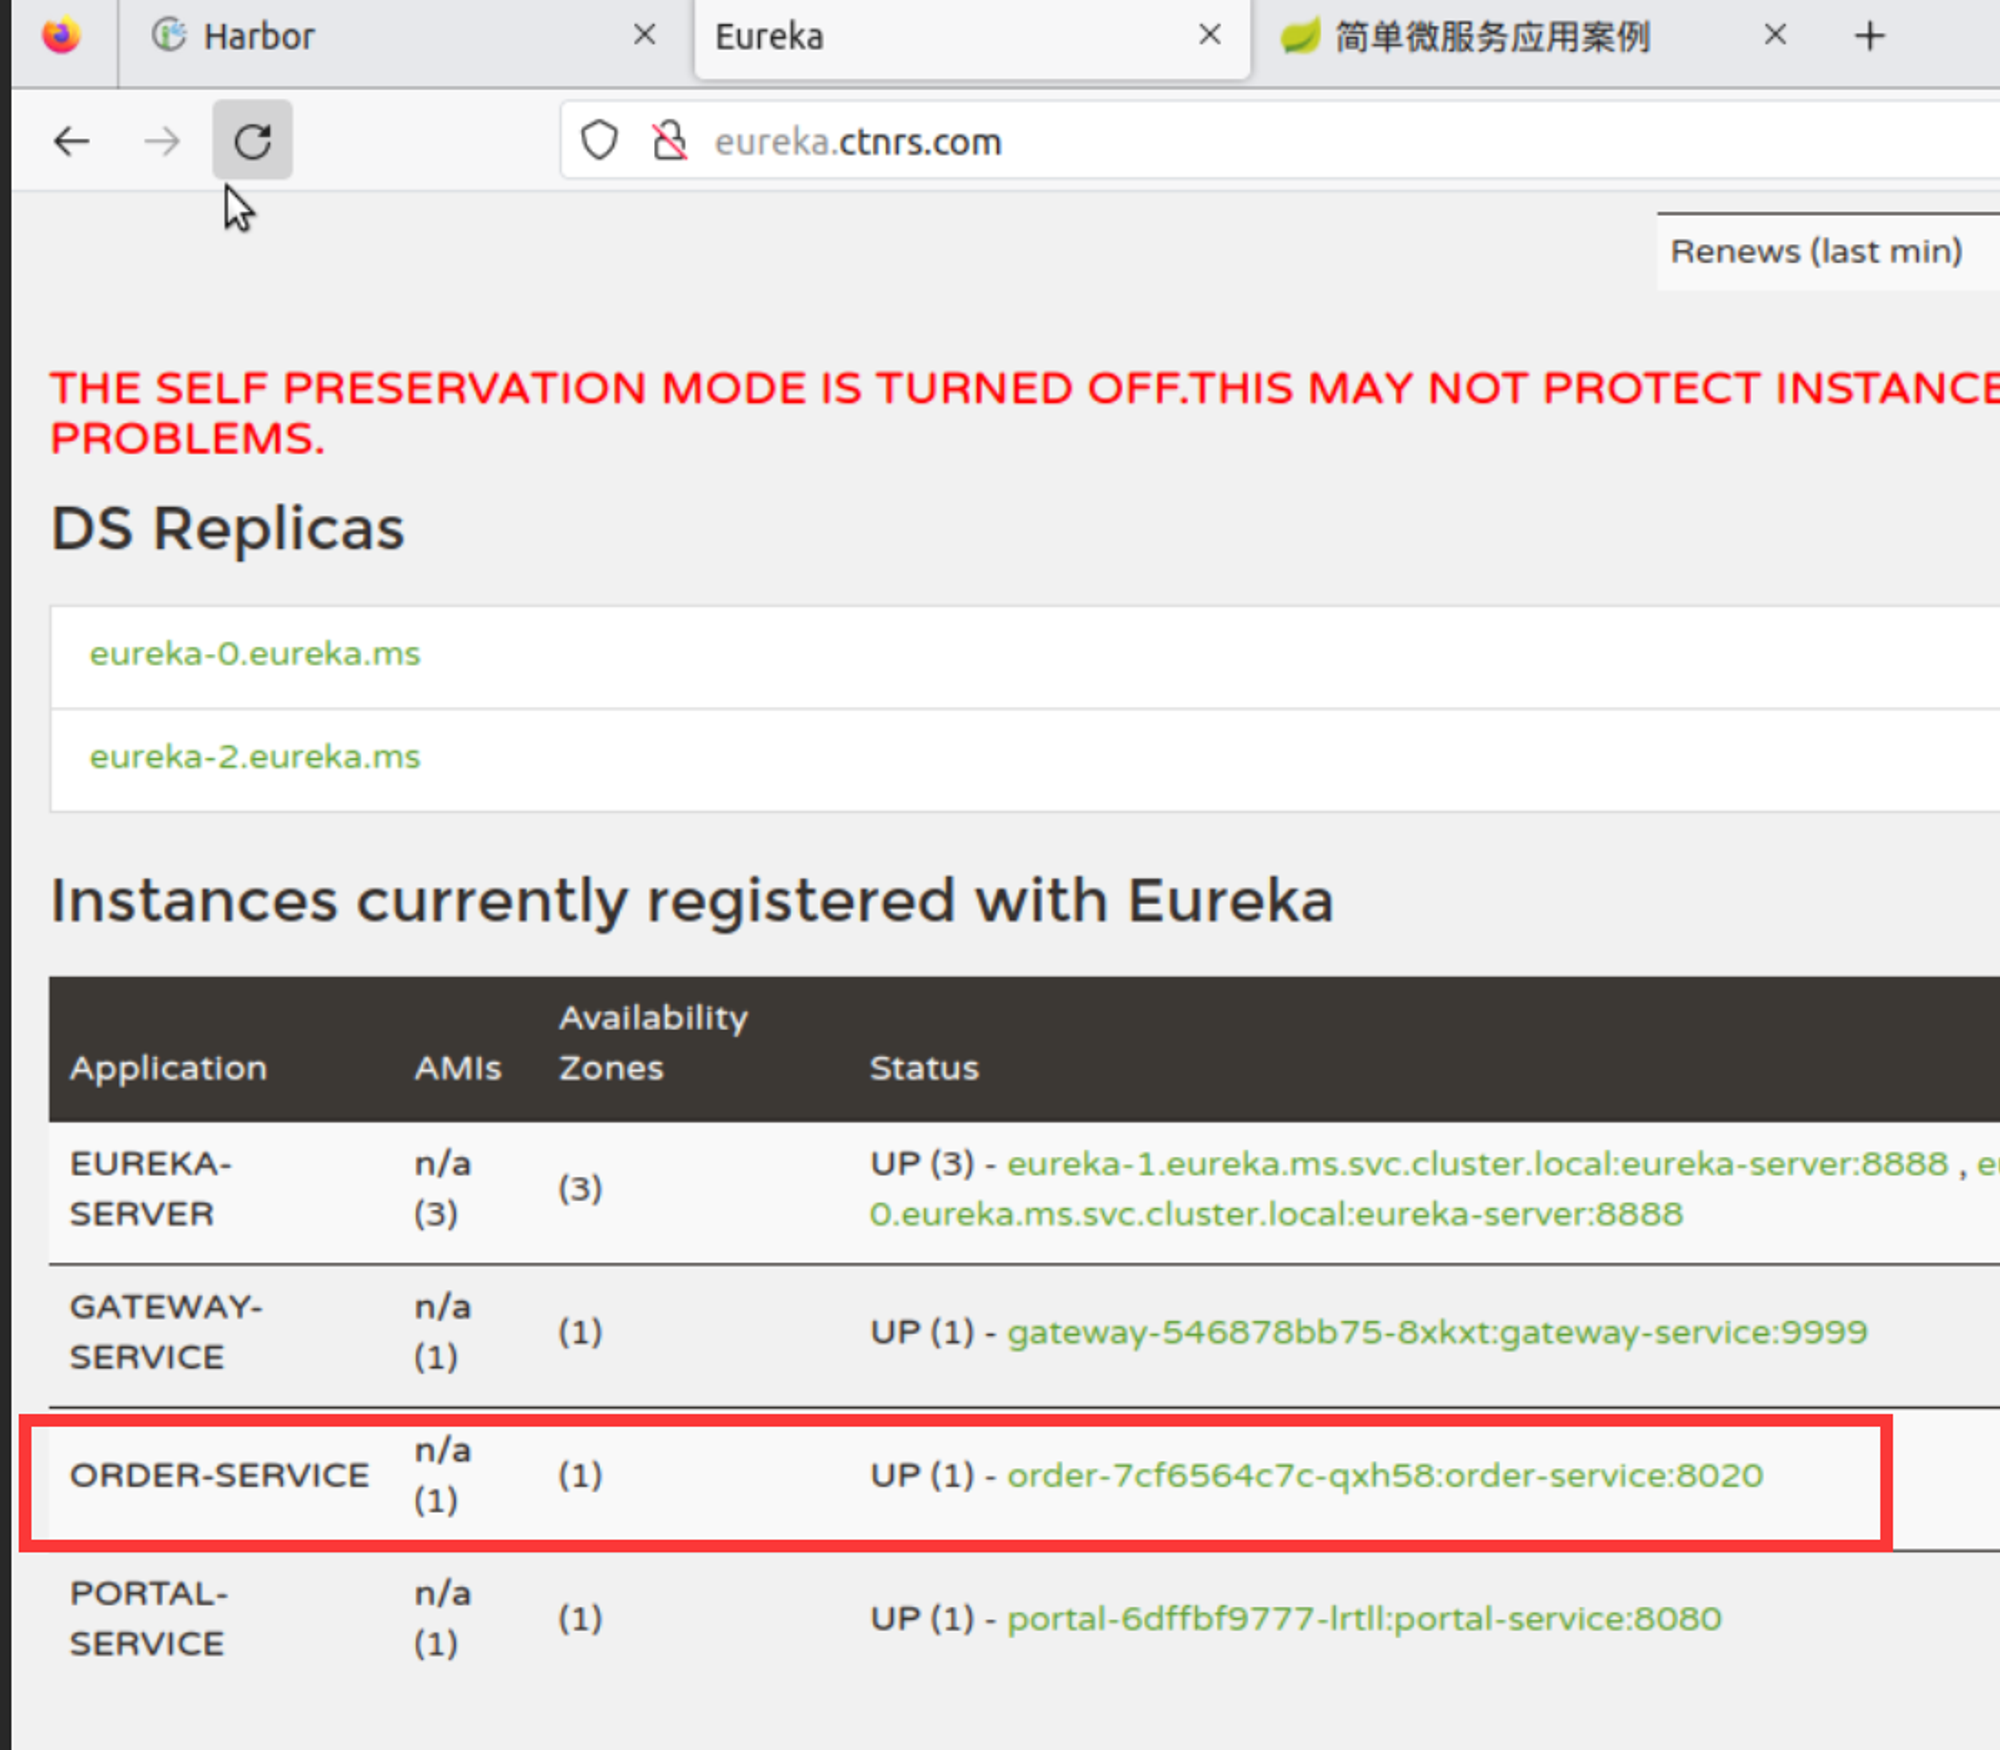 Harbor
Eureka
简单微服务应用案例
eureka.ctnrs.com
Renews (last min)
THE SELF PRESERVATION MODE IS TURNED OFF.THIS MAY NOT PROTECT INSTANCE
PROBLEMS.
DS Replicas
eureka-0.eureka.ms
eureka-2.eureka.ms
Instances currently registered with Eureka
Application AMIs Availability Zones Status
EUREKA-SERVER n/a (3) (3) UP (3) - eureka-1.eureka.ms.svc.cluster.local:eureka-server:8888 ,
0.eureka.ms.svc.cluster.local:eureka-server:8888
GATEWAY-SERVICE n/a (1) (1) UP (1) - gateway-546878bb75-8xkxt:gateway-service:9999
ORDER-SERVICE n/a (1) (1) UP (1) - order-7cf6564c7c-qxh58:order-service:8020
PORTAL-SERVICE n/a (1) (1) UP (1) - portal-6dffbf9777-lrtll:portal-service:8080